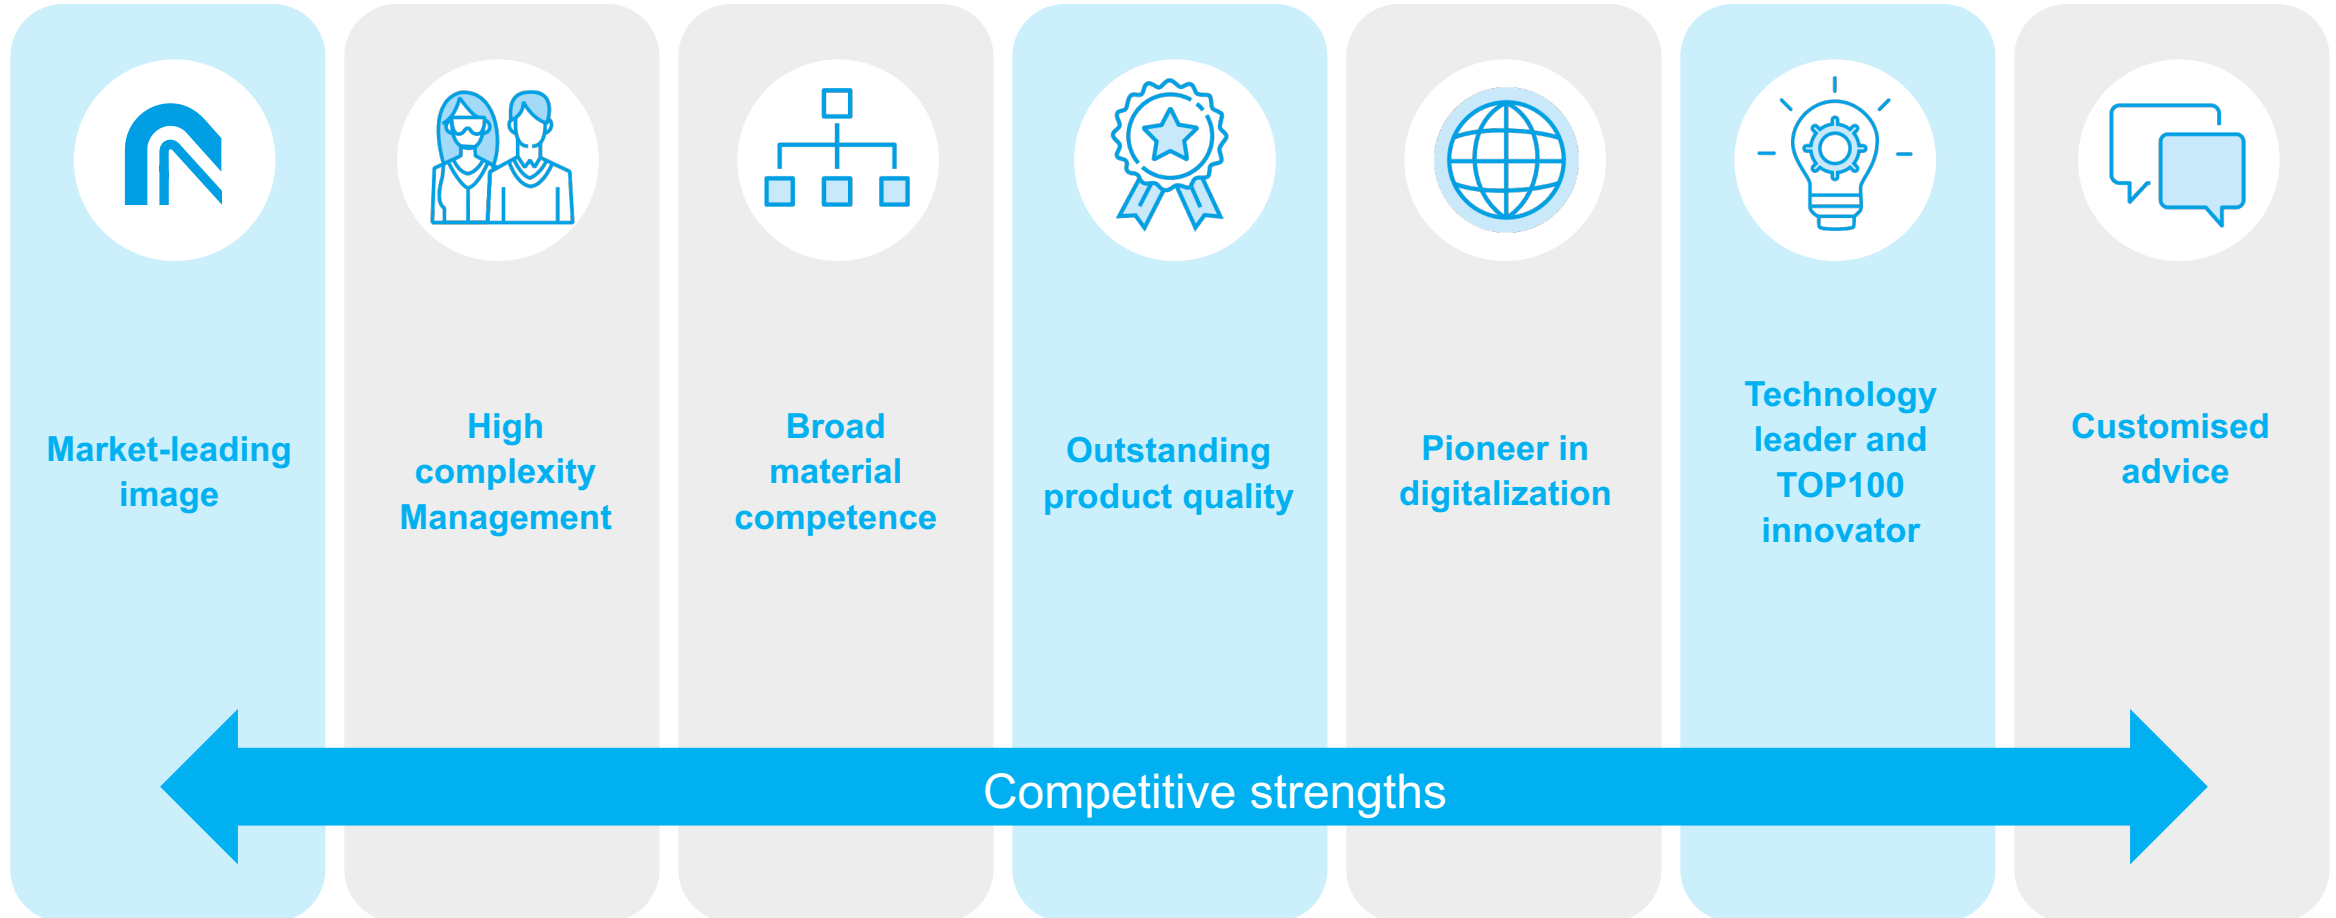 Market-leading
image
High
complexity
Management
Broad
material
competence
Outstanding
product quality
Pioneer in
digitalization
Technology
leader and
TOP100
innovator
Customised
advice
Competitive strengths